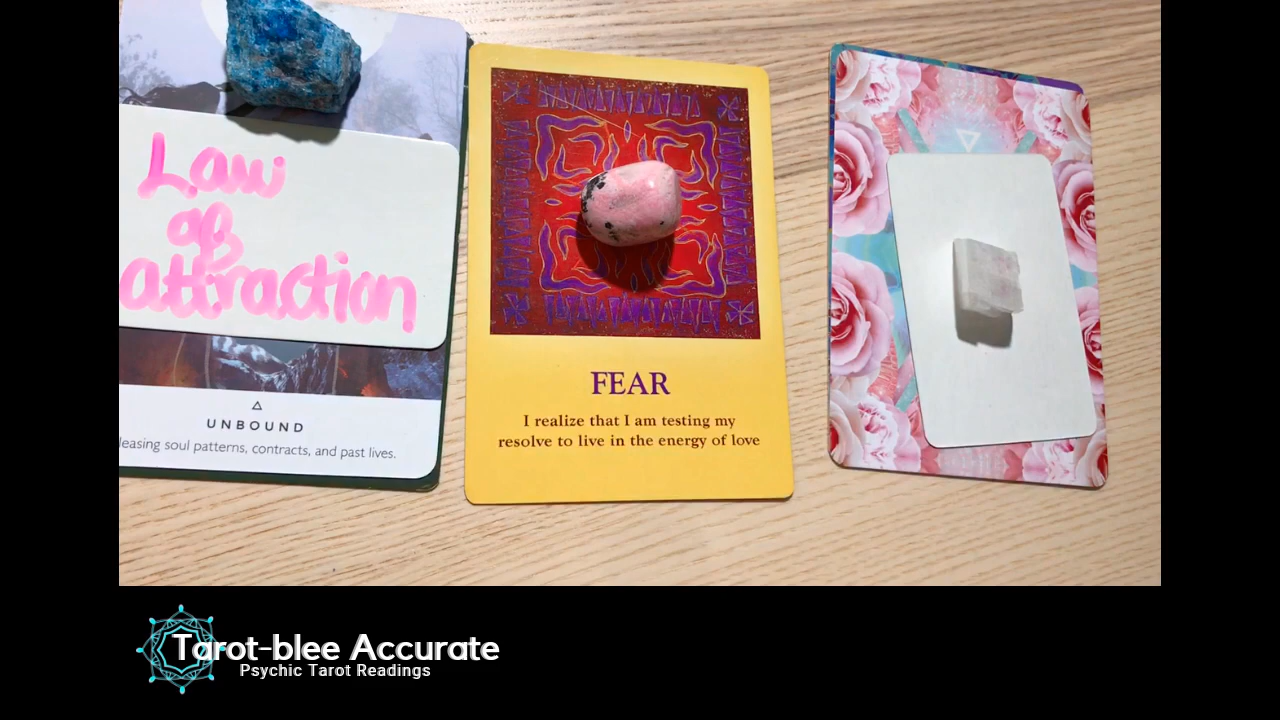 Law
of
attraction
UNBOUND
leasing soul patterns, contracts, and past lives.
FEAR
I realize that I am testing my
resolve to live in the energy of love
Tarot-blee Accurate
Psychic Tarot Readings